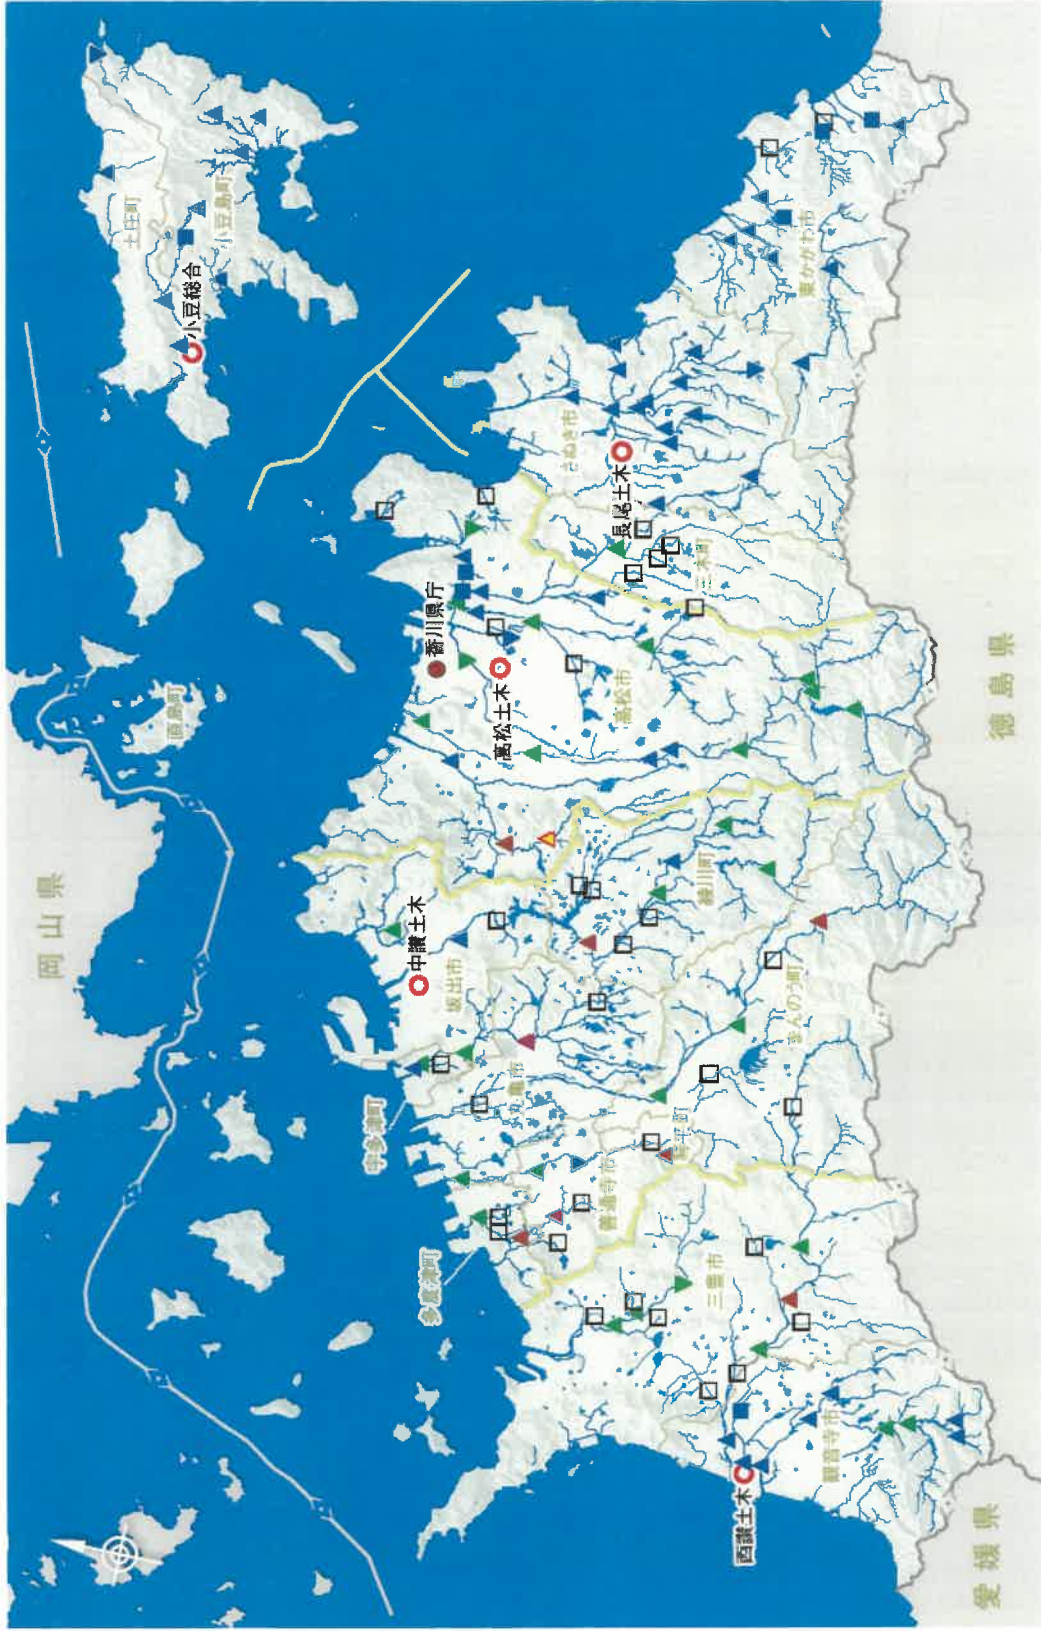 岡山県
土庄町
小豆島町
小豆総合
直島町
香川県庁
高松土木
高松市
さぬき市
長尾土木
三木町
東かがわ市
中讃土木
坂出市
綾川町
宇多津町
丸亀市
まんのう町
多度津町
善通寺市
琴平町
三豊市
西讃土木
観音寺市
徳島県
愛媛県